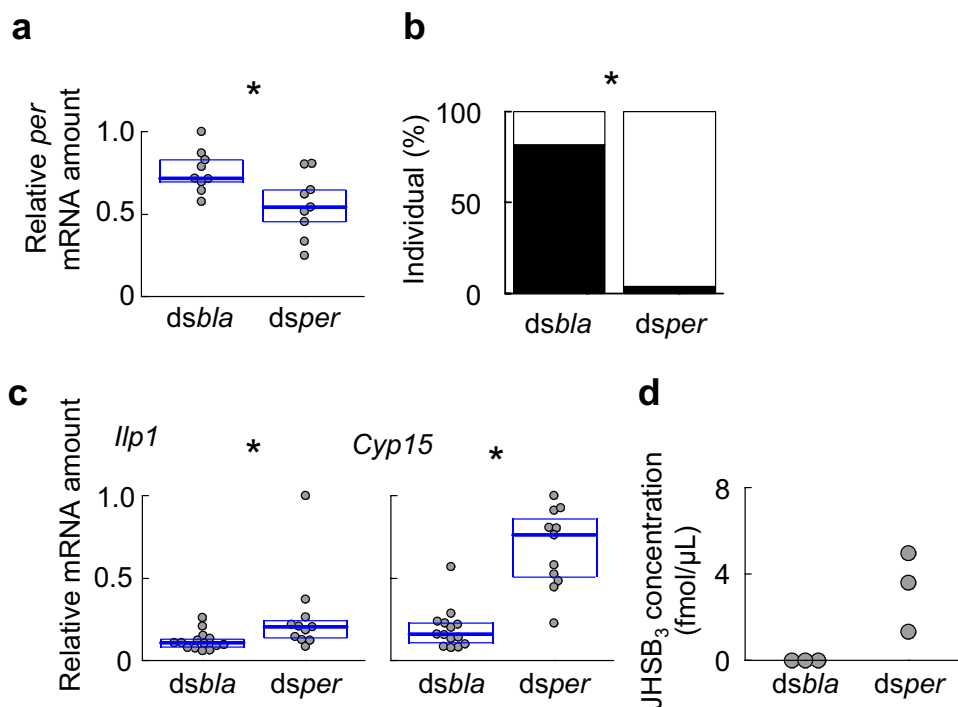 a
Relative per
mRNA amount
*
1.0
0.5
0
dsbla dsper
b
Individual (%)
*
100
50
0
dsbla dsper
c
Relative mRNA amount
Ilp1
*
1.0
0.5
0
dsbla dsper
Cyp15
*
dsbla dsper
d
JHSB₃ concentration
(fmol/µL)
8
4
0
dsbla dsper